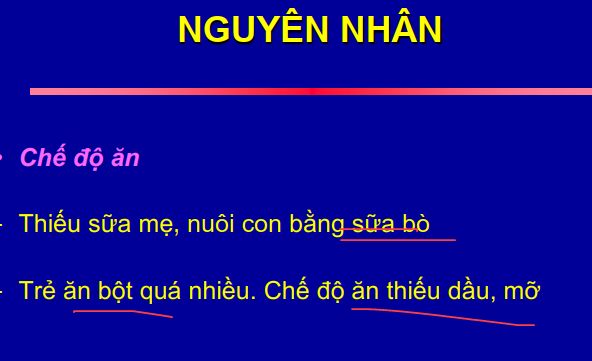 NGUYÊN NHÂN
• Chế độ ăn
- Thiếu sữa mẹ, nuôi con bằng sữa bò
- Trẻ ăn bột quá nhiều. Chế độ ăn thiếu dầu, mỡ